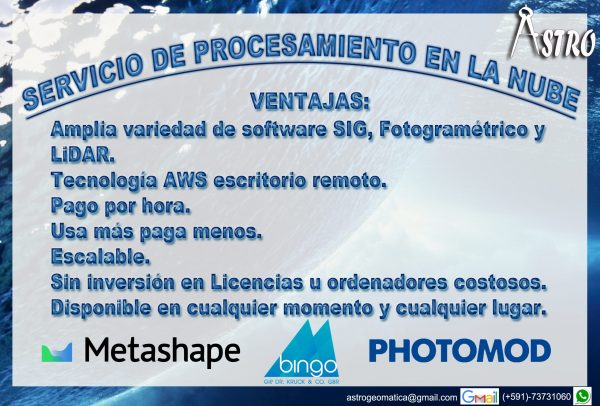 ASTRO
SERVICIO DE PROCESAMIENTO EN LA NUBE
VENTAJAS:
Amplia variedad de software SIG, Fotogramétrico y
LiDAR.
Tecnología AWS escritorio remoto.
Pago por hora.
Usa más paga menos.
Escalable.
Sin inversión en Licencias u ordenadores costosos.
Disponible en cualquier momento y cualquier lugar.
Metashape
bingo
GIP DR. KRUCK & CO. GBR
PHOTOMOD
astrogeomatica@gmail.com Gmail (+591)-73731060